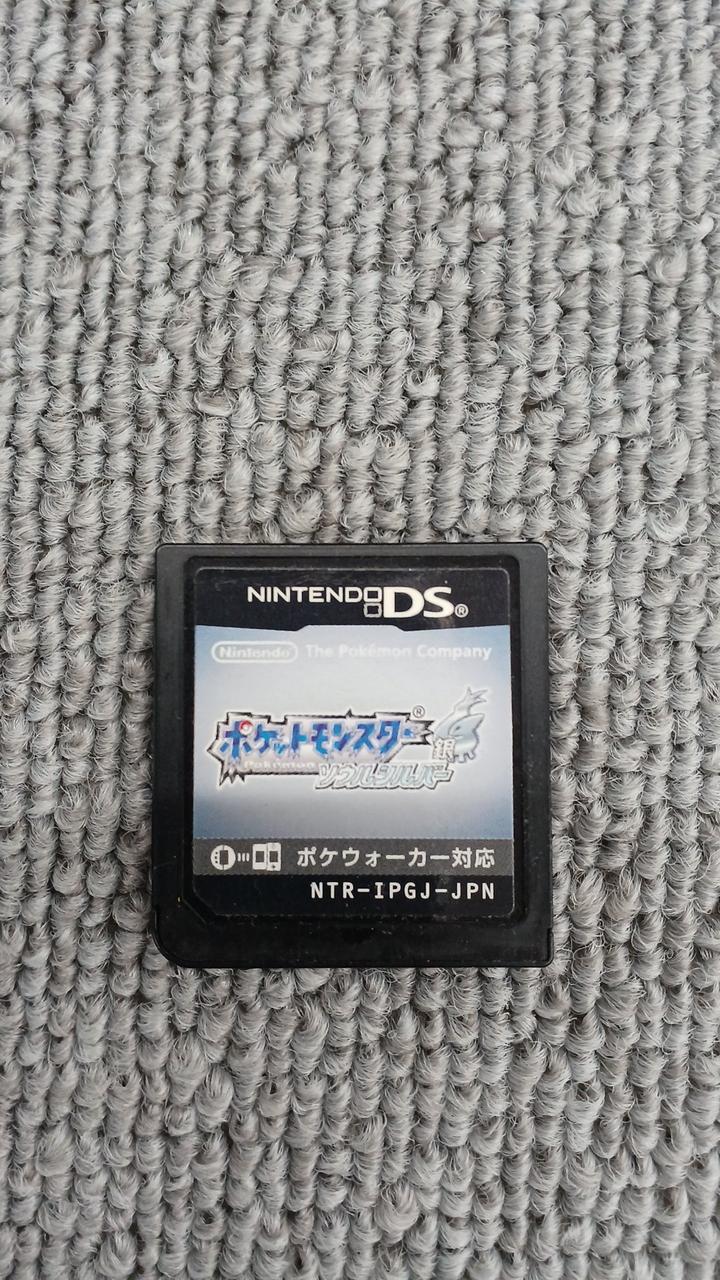 NINTENDO DS®
Nintendo® The Pokémon Company
ポケットモンスター®
Pokémon
銀
ソウルシルバー
ポケウォーカー対応
NTR-IPGJ-JPN